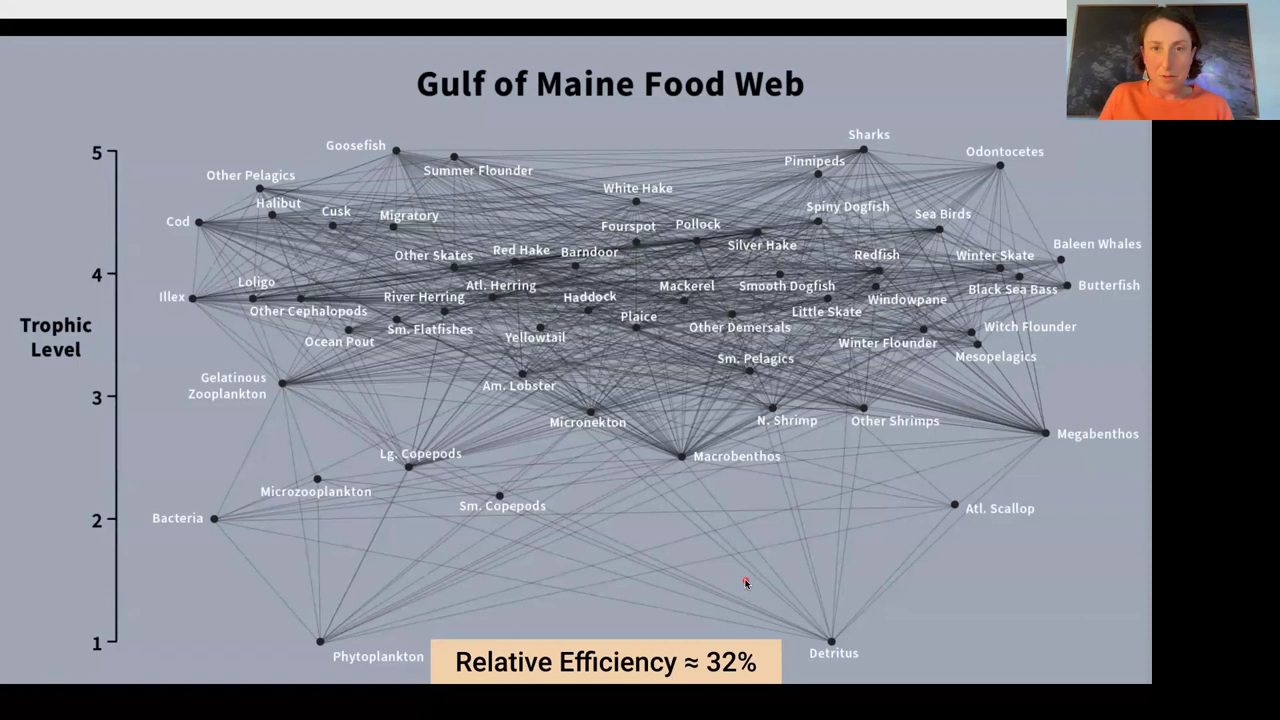 Gulf of Maine Food Web
Sharks
Goosefish
5
Odontocetes
Pinnipeds
Summer Flounder
Other Pelagics
White Hake
Halibut
Cusk
Migratory
Spiny Dogfish
Sea Birds
Cod
Fourspot
Pollock
Silver Hake
Baleen Whales
Other Skates
Red Hake
Barndoor
Redfish
Winter Skate
4
Loligo
Atl. Herring
Mackerel
Smooth Dogfish
Black Sea Bass
Butterfish
Illex
River Herring
Haddock
Windowpane
Other Cephalopods
Little Skate
Plaice
Trophic
Level
Sm. Flatfishes
Other Demersals
Witch Flounder
Ocean Pout
Yellowtail
Winter Flounder
Mesopelagics
Sm. Pelagics
Gelatinous
Zooplankton
Am. Lobster
3
Micronekton
N. Shrimp
Other Shrimps
Megabenthos
Lg. Copepods
Macrobenthos
Microzooplankton
Sm. Copepods
Atl. Scallop
Bacteria
2
1
Phytoplankton
Detritus
Relative Efficiency ≈ 32%